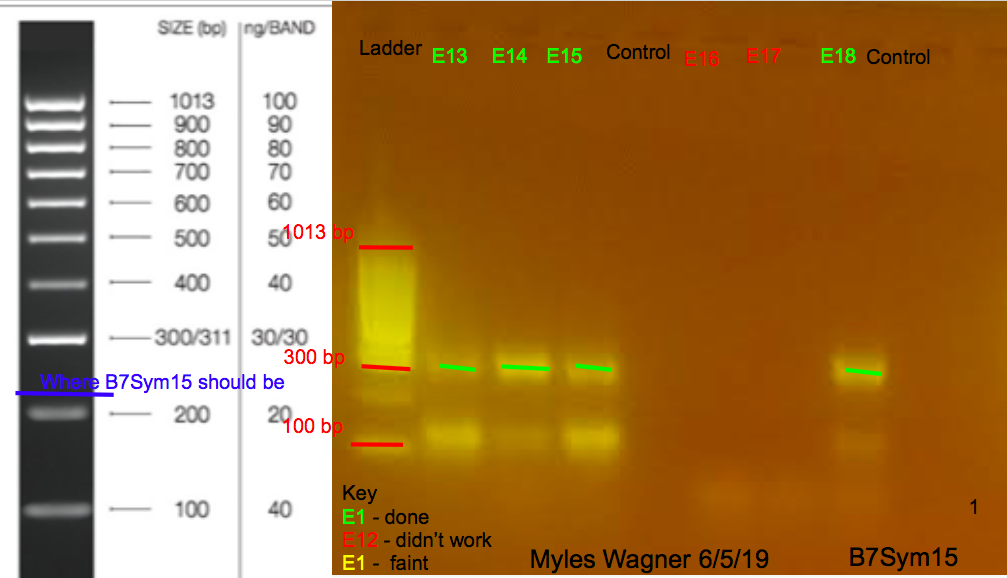 SIZE (bp) ng/BAND
1013 100
900 90
800 80
700 70
600 60
500 50
400 40
300/311 30/30
Where B7Sym15 should be
200 20
100 40
Ladder E13 E14 E15 Control E16 E17 E18 Control
1013 bp
300 bp
100 bp
Key
E1 - done
E12 - didn't work
E1 - faint
Myles Wagner 6/5/19
B7Sym15
1